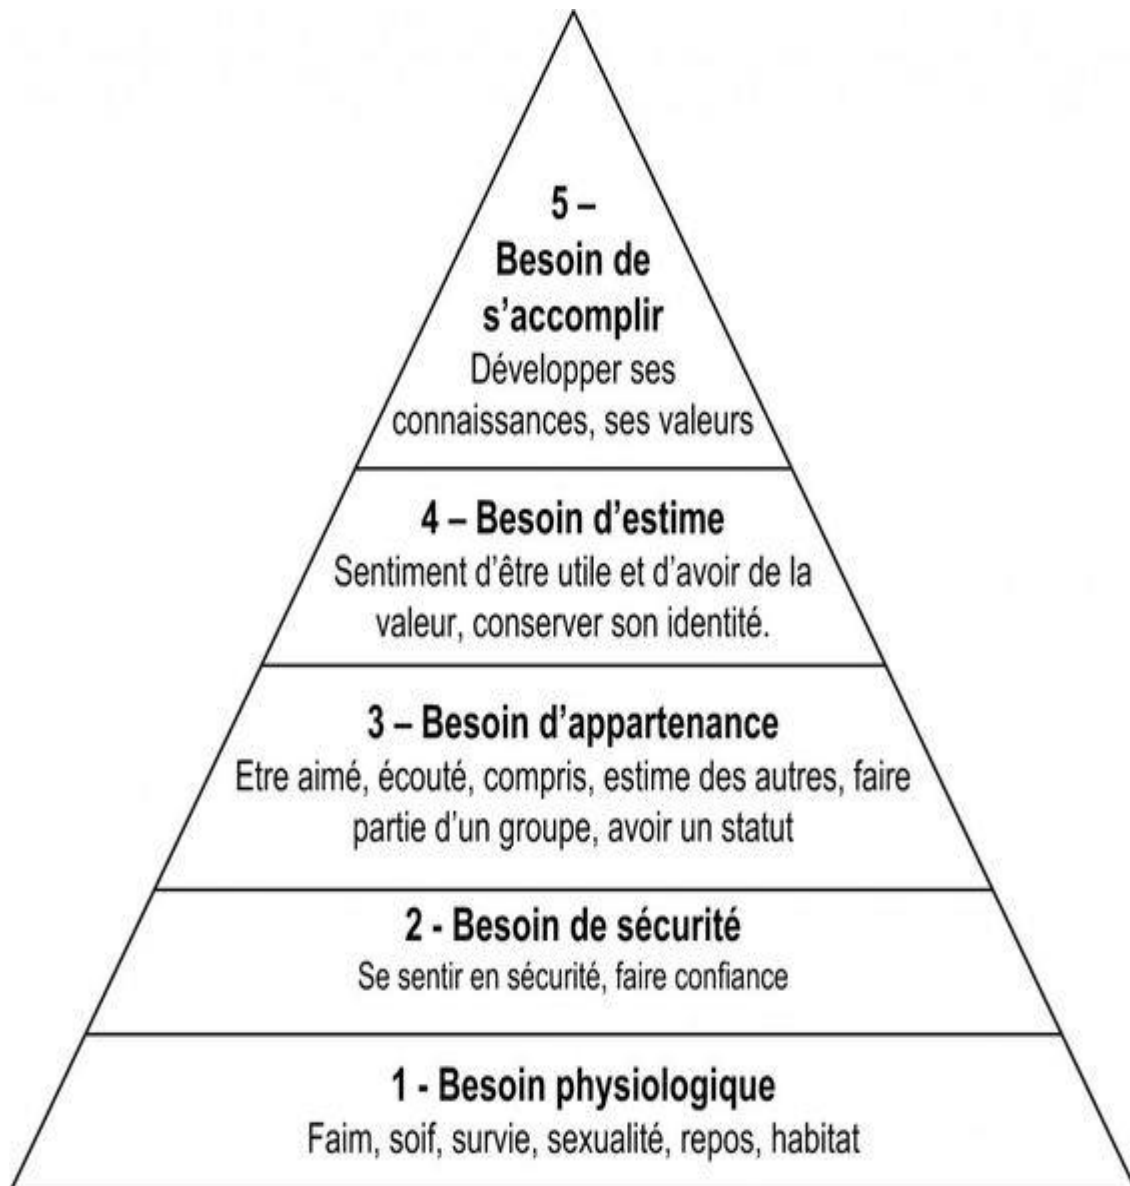 5 –
Besoin de
s’accomplir
Développer ses
connaissances, ses valeurs
4 – Besoin d’estime
Sentiment d’être utile et d’avoir de la
valeur, conserver son identité.
3 – Besoin d’appartenance
Etre aimé, écouté, compris, estime des autres, faire
partie d’un groupe, avoir un statut
2 - Besoin de sécurité
Se sentir en sécurité, faire confiance
1 - Besoin physiologique
Faim, soif, survie, sexualité, repos, habitat